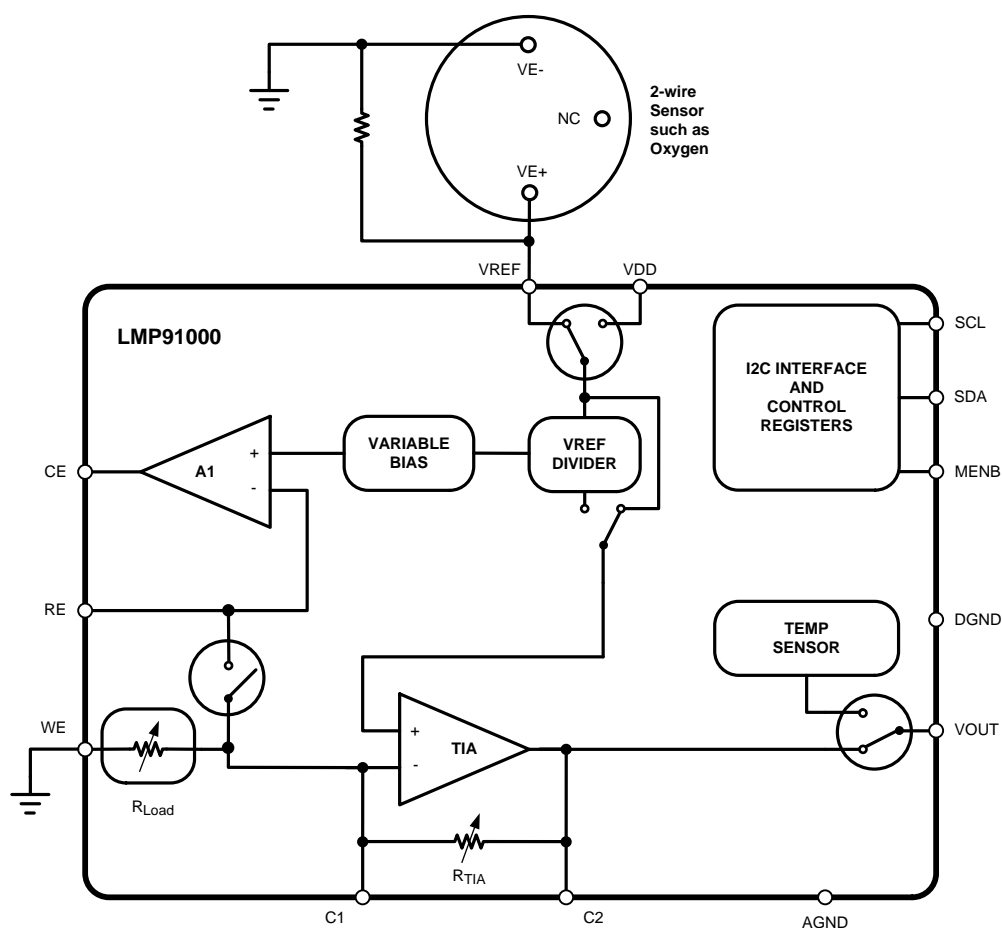 VE-
2-wire
Sensor
such as
Oxygen
NC
VE+
VREF
VDD
LMP91000
SCL
I2C INTERFACE
AND
CONTROL
REGISTERS
SDA
VARIABLE
BIAS
VREF
DIVIDER
CE
+
A1
-
MENB
RE
DGND
TEMP
SENSOR
WE
+
TIA
-
VOUT
RLoad
RTIA
C1
C2
AGND